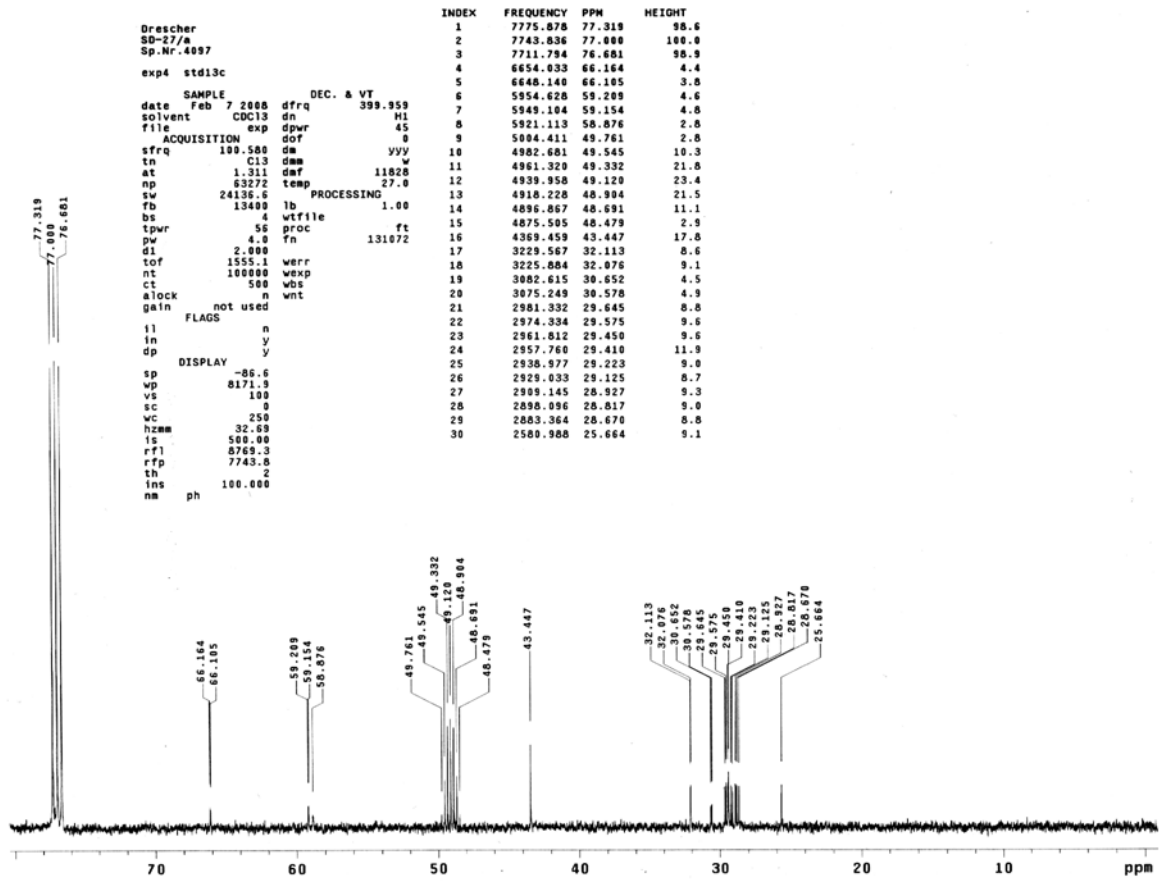 Drescher
SD-27/a
Sp.Nr.4097
exp4 std13c
SAMPLE DEC. & VT
date Feb 7 2008 dfrq 399.959
solvent CDCl3 dn H1
file exp dpwr 45
ACQUISITION dof 0
sfrq 100.580 dm yyy
tn C13 dmm w
at 1.311 dmf 11828
np 63272 temp 27.0
sw 24136.6 PROCESSING
fb 13400 lb 1.00
bs 4 wtfile
tpwr 56 proc ft
pw 4.0 fn 131072
d1 2.000
tof 1555.1 werr
nt 100000 wexp
ct 500 wbs
alock n wnt
gain not used
FLAGS
il n
in y
dp y
DISPLAY
sp -86.6
wp 8171.9
vs 100
sc 0
wc 250
hzmm 32.69
is 500.00
rfl 8769.3
rfp 7743.8
th 2
ins 100.000
nm ph
INDEX FREQUENCY PPM HEIGHT
1 7775.878 77.319 98.6
2 7743.836 77.000 100.0
3 7711.794 76.681 98.9
4 6654.033 66.164 4.4
5 6648.140 66.105 3.8
6 5954.628 59.209 4.6
7 5949.104 59.154 4.8
8 5921.113 58.876 2.8
9 5004.411 49.761 2.8
10 4982.681 49.545 10.3
11 4961.320 49.332 21.8
12 4939.958 49.120 23.4
13 4918.228 48.904 21.5
14 4896.867 48.691 11.1
15 4875.505 48.479 2.9
16 4369.459 43.447 17.8
17 3229.567 32.113 8.6
18 3225.884 32.076 9.1
19 3082.615 30.652 4.5
20 3075.249 30.578 4.9
21 2981.332 29.645 8.8
22 2974.334 29.575 9.6
23 2961.812 29.450 9.6
24 2957.760 29.410 11.9
25 2938.977 29.223 9.0
26 2929.033 29.125 8.7
27 2909.145 28.927 9.3
28 2898.096 28.817 9.0
29 2883.364 28.670 8.8
30 2580.988 25.664 9.1
77.319
77.000
76.681
66.164
66.105
59.209
59.154
58.876
49.761
49.545
49.332
49.120
48.904
48.691
48.479
43.447
32.113
32.076
30.652
30.578
29.645
29.575
29.450
29.410
29.223
29.125
28.927
28.817
28.670
25.664
70 60 50 40 30 20 10 ppm